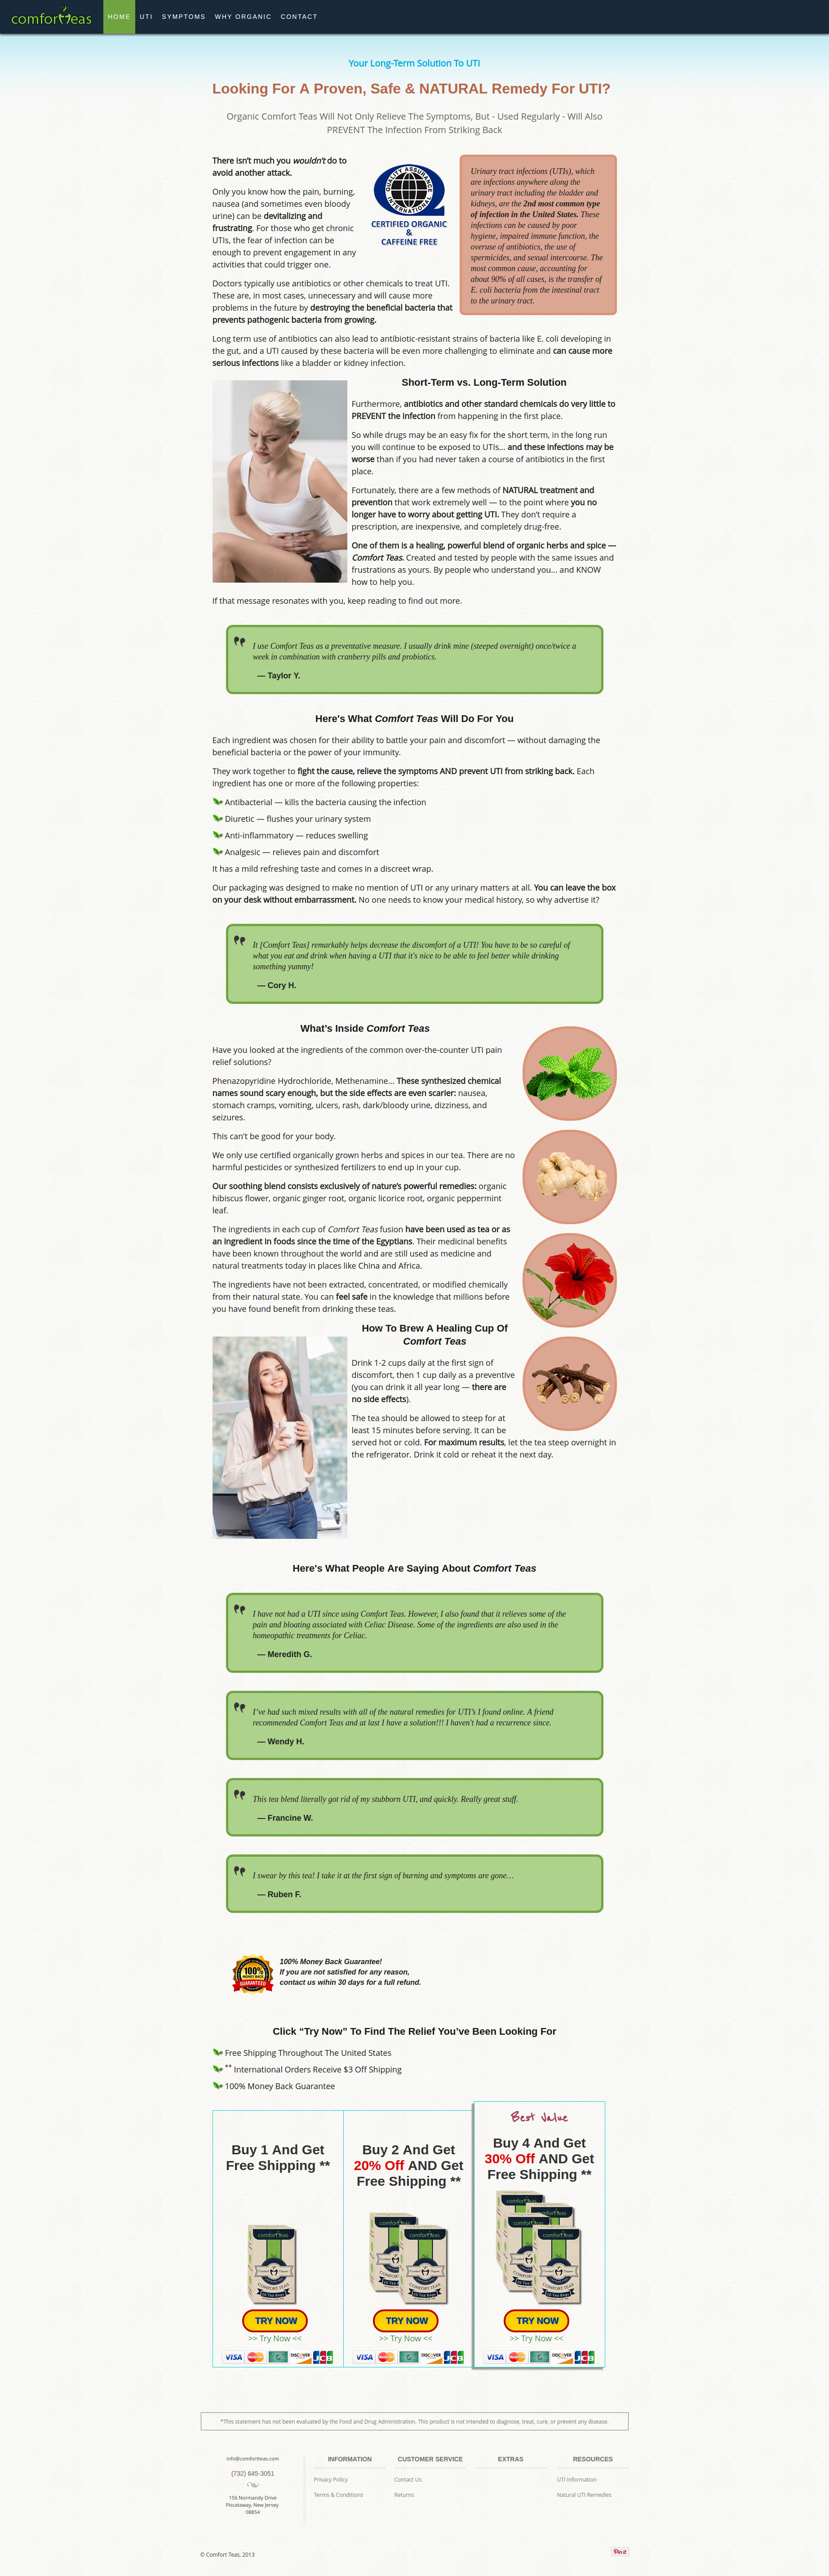 comfort teas
HOME UTI SYMPTOMS WHY ORGANIC CONTACT
Your Long-Term Solution To UTI
Looking For A Proven, Safe & NATURAL Remedy For UTI?
Organic Comfort Teas Will Not Only Relieve The Symptoms, But - Used Regularly - Will Also
PREVENT The Infection From Striking Back
There isn't much you wouldn't do to
avoid another attack.
Only you know how the pain, burning,
nausea (and sometimes even bloody
urine) can be devitalizing and
frustrating. For those who get chronic
UTIs, the fear of infection can be
enough to prevent engagement in any
activities that could trigger one.
QUALITY ASSURANCE
INTERNATIONAL
CERTIFIED ORGANIC
&
CAFFEINE FREE
Urinary tract infections (UTIs), which
are infections anywhere along the
urinary tract including the bladder and
kidneys, are the 2nd most common type
of infection in the United States. These
infections can be caused by poor
hygiene, impaired immune function, the
overuse of antibiotics, the use of
spermicides, and sexual intercourse. The
most common cause, accounting for
about 90% of all cases, is the transfer of
E. coli bacteria from the intestinal tract
to the urinary tract.
Doctors typically use antibiotics or other chemicals to treat UTI.
These are, in most cases, unnecessary and will cause more
problems in the future by destroying the beneficial bacteria that
prevents pathogenic bacteria from growing.
Long term use of antibiotics can also lead to antibiotic-resistant strains of bacteria like E. coli developing in
the gut, and a UTI caused by these bacteria will be even more challenging to eliminate and can cause more
serious infections like a bladder or kidney infection.
Short-Term vs. Long-Term Solution
Furthermore, antibiotics and other standard chemicals do very little to
PREVENT the infection from happening in the first place.
So while drugs may be an easy fix for the short term, in the long run
you will continue to be exposed to UTIs... and these infections may be
worse than if you had never taken a course of antibiotics in the first
place.
Fortunately, there are a few methods of NATURAL treatment and
prevention that work extremely well — to the point where you no
longer have to worry about getting UTI. They don't require a
prescription, are inexpensive, and completely drug-free.
One of them is a healing, powerful blend of organic herbs and spice —
Comfort Teas. Created and tested by people with the same issues and
frustrations as yours. By people who understand you... and KNOW
how to help you.
If that message resonates with you, keep reading to find out more.
I use Comfort Teas as a preventative measure. I usually drink mine (steeped overnight) once/twice a
week in combination with cranberry pills and probiotics.
— Taylor Y.
Here's What Comfort Teas Will Do For You
Each ingredient was chosen for their ability to battle your pain and discomfort — without damaging the
beneficial bacteria or the power of your immunity.
They work together to fight the cause, relieve the symptoms AND prevent UTI from striking back. Each
ingredient has one or more of the following properties:
Antibacterial — kills the bacteria causing the infection
Diuretic — flushes your urinary system
Anti-inflammatory — reduces swelling
Analgesic — relieves pain and discomfort
It has a mild refreshing taste and comes in a discreet wrap.
Our packaging was designed to make no mention of UTI or any urinary matters at all. You can leave the box
on your desk without embarrassment. No one needs to know your medical history, so why advertise it?
It [Comfort Teas] remarkably helps decrease the discomfort of a UTI! You have to be so careful of
what you eat and drink when having a UTI that it's nice to be able to feel better while drinking
something yummy!
— Cory H.
What's Inside Comfort Teas
Have you looked at the ingredients of the common over-the-counter UTI pain
relief solutions?
Phenazopyridine Hydrochloride, Methenamine... These synthesized chemical
names sound scary enough, but the side effects are even scarier: nausea,
stomach cramps, vomiting, ulcers, rash, dark/bloody urine, dizziness, and
seizures.
This can't be good for your body.
We only use certified organically grown herbs and spices in our tea. There are no
harmful pesticides or synthesized fertilizers to end up in your cup.
Our soothing blend consists exclusively of nature's powerful remedies: organic
hibiscus flower, organic ginger root, organic licorice root, organic peppermint
leaf.
The ingredients in each cup of Comfort Teas fusion have been used as tea or as
an ingredient in foods since the time of the Egyptians. Their medicinal benefits
have been known throughout the world and are still used as medicine and
natural treatments today in places like China and Africa.
The ingredients have not been extracted, concentrated, or modified chemically
from their natural state. You can feel safe in the knowledge that millions before
you have found benefit from drinking these teas.
How To Brew A Healing Cup Of
Comfort Teas
Drink 1-2 cups daily at the first sign of
discomfort, then 1 cup daily as a preventive
(you can drink it all year long — there are
no side effects).
The tea should be allowed to steep for at
least 15 minutes before serving. It can be
served hot or cold. For maximum results, let the tea steep overnight in
the refrigerator. Drink it cold or reheat it the next day.
Here's What People Are Saying About Comfort Teas
I have not had a UTI since using Comfort Teas. However, I also found that it relieves some of the
pain and bloating associated with Celiac Disease. Some of the ingredients are also used in the
homeopathic treatments for Celiac.
— Meredith G.
I've had such mixed results with all of the natural remedies for UTI's I found online. A friend
recommended Comfort Teas and at last I have a solution!!! I haven't had a recurrence since.
— Wendy H.
This tea blend literally got rid of my stubborn UTI, and quickly. Really great stuff.
— Francine W.
I swear by this tea! I take it at the first sign of burning and symptoms are gone…
— Ruben F.
100%
GUARANTEED
100% Money Back Guarantee!
If you are not satisfied for any reason,
contact us wihin 30 days for a full refund.
Click “Try Now” To Find The Relief You've Been Looking For
Free Shipping Throughout The United States
** International Orders Receive $3 Off Shipping
100% Money Back Guarantee
Buy 1 And Get
Free Shipping **
TRY NOW
>> Try Now <<
VISA MasterCard DISCOVER JCB
Buy 2 And Get
20% Off AND Get
Free Shipping **
TRY NOW
>> Try Now <<
VISA MasterCard DISCOVER JCB
Best Value
Buy 4 And Get
30% Off AND Get
Free Shipping **
TRY NOW
>> Try Now <<
VISA MasterCard DISCOVER JCB
*This statement has not been evaluated by the Food and Drug Administration. This product is not intended to diagnose, treat, cure, or prevent any disease.
info@comfortteas.com
(732) 645-3051
156 Normandy Drive
Piscataway, New Jersey
08854
INFORMATION
Privacy Policy
Terms & Conditions
CUSTOMER SERVICE
Contact Us
Returns
EXTRAS
RESOURCES
UTI Information
Natural UTI Remedies
© Comfort Teas, 2013
Pin it